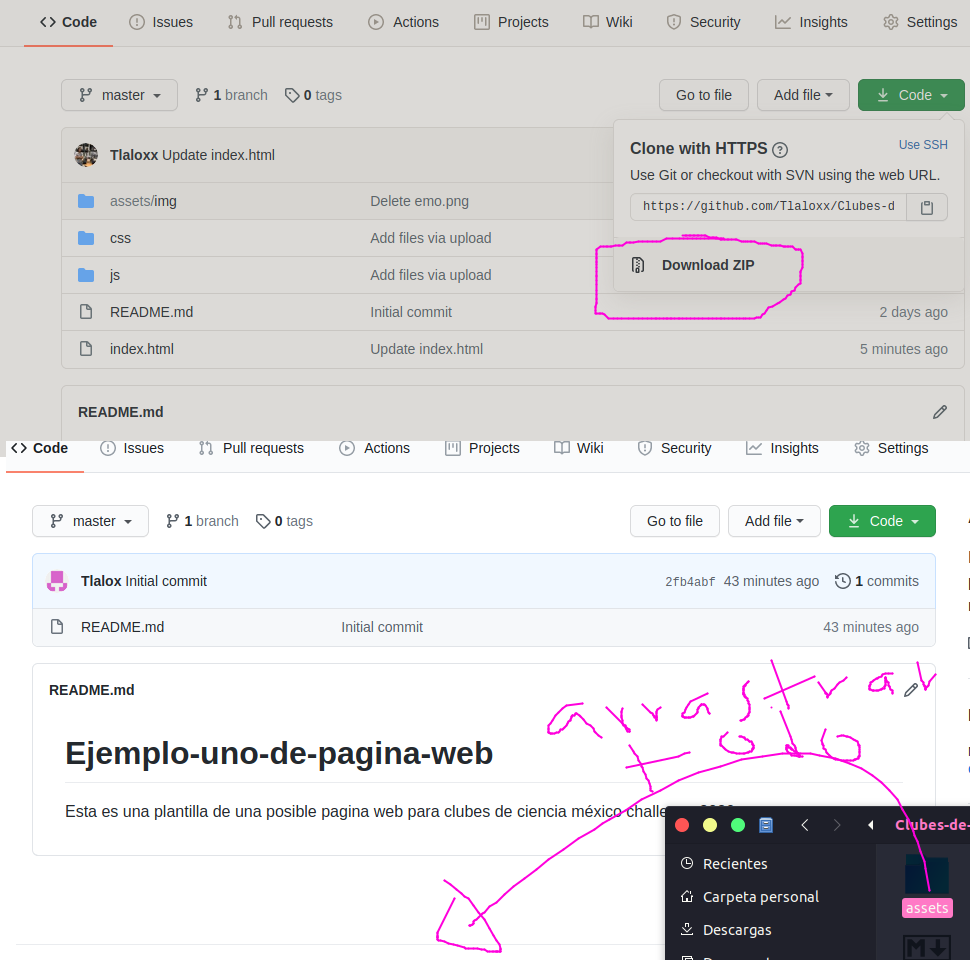 Code Issues Pull requests Actions Projects Wiki Security Insights Settings
master 1 branch 0 tags Go to file Add file Code
Tlaloxx Update index.html
Clone with HTTPS ? Use SSH
Use Git or checkout with SVN using the web URL.
https://github.com/Tlaloxx/Clubes-d
Download ZIP
assets/img Delete emo.png
css Add files via upload
js Add files via upload
README.md Initial commit 2 days ago
index.html Update index.html 5 minutes ago
README.md
Code Issues Pull requests Actions Projects Wiki Security Insights Settings
master 1 branch 0 tags Go to file Add file Code
Tlalox Initial commit 2fb4abf 43 minutes ago 1 commits
README.md Initial commit 43 minutes ago
README.md
arrastrar
todo
Ejemplo-uno-de-pagina-web
Esta es una plantilla de una posible pagina web para clubes de ciencia méxico challe
Clubes-de-
Recientes
Carpeta personal
assets
Descargas
M